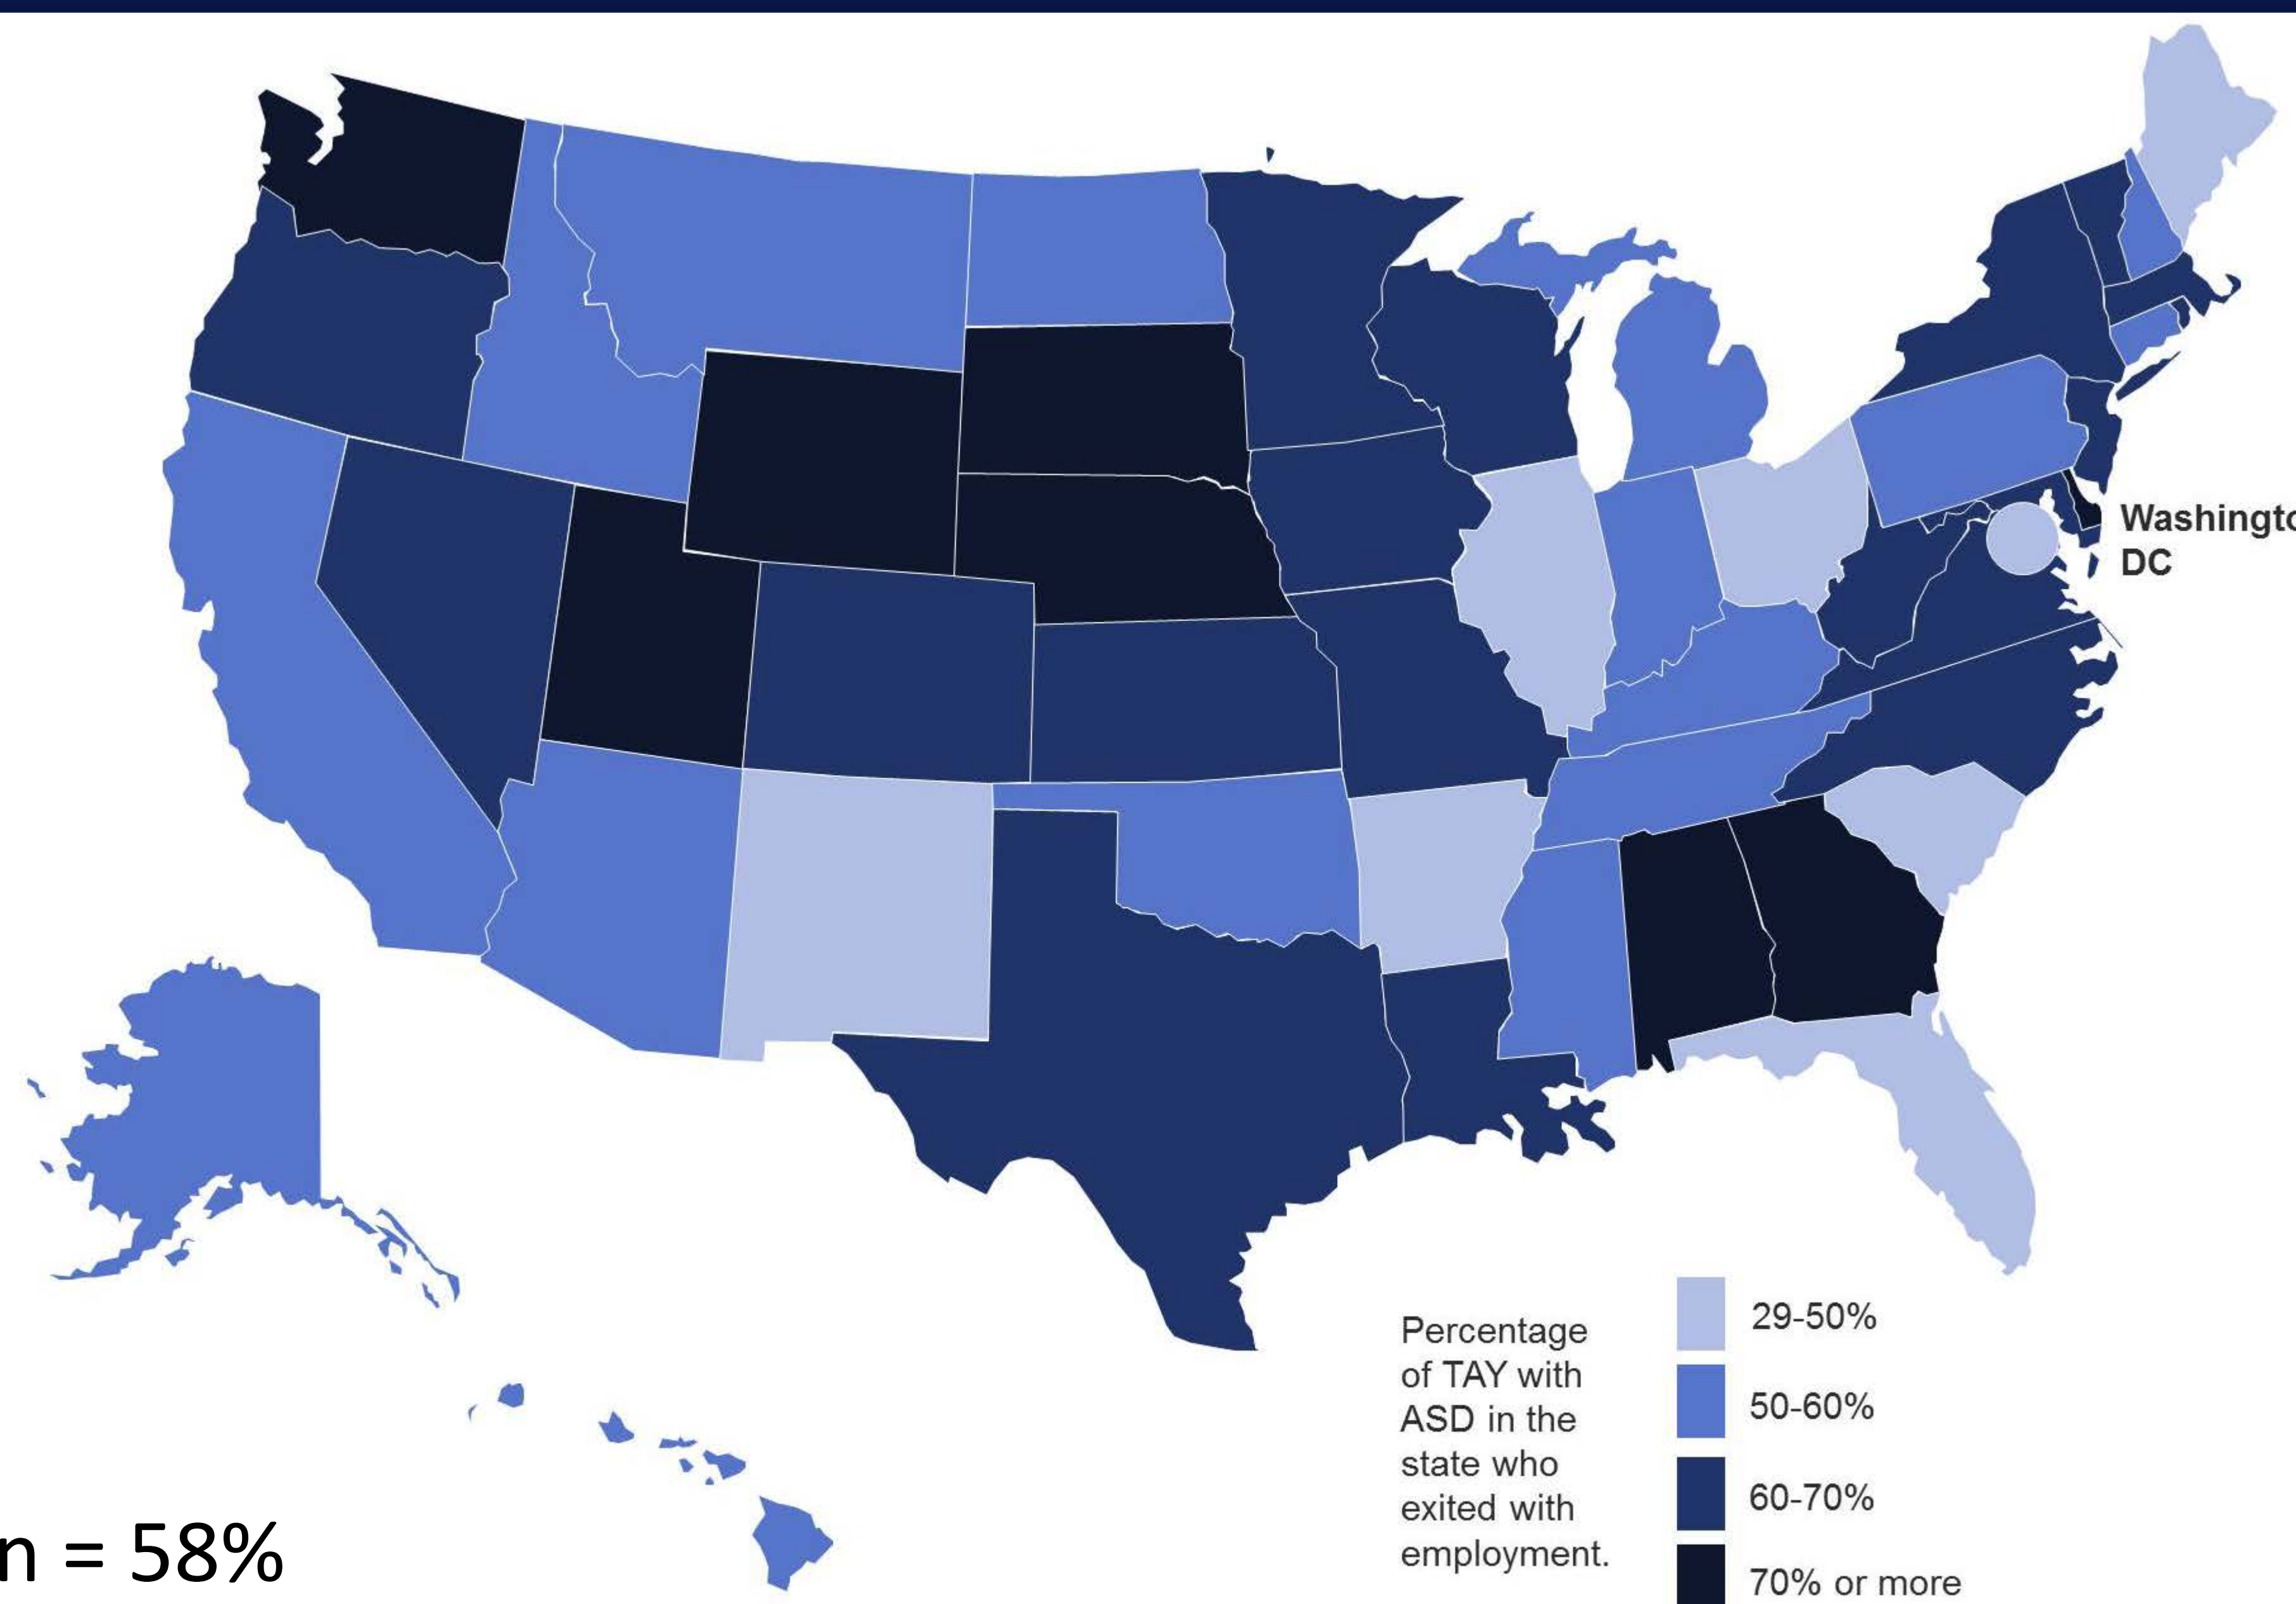 Washingto
DC
Percentage
of TAY with
ASD in the
state who
exited with
employment.
29-50%
50-60%
60-70%
70% or more
n = 58%